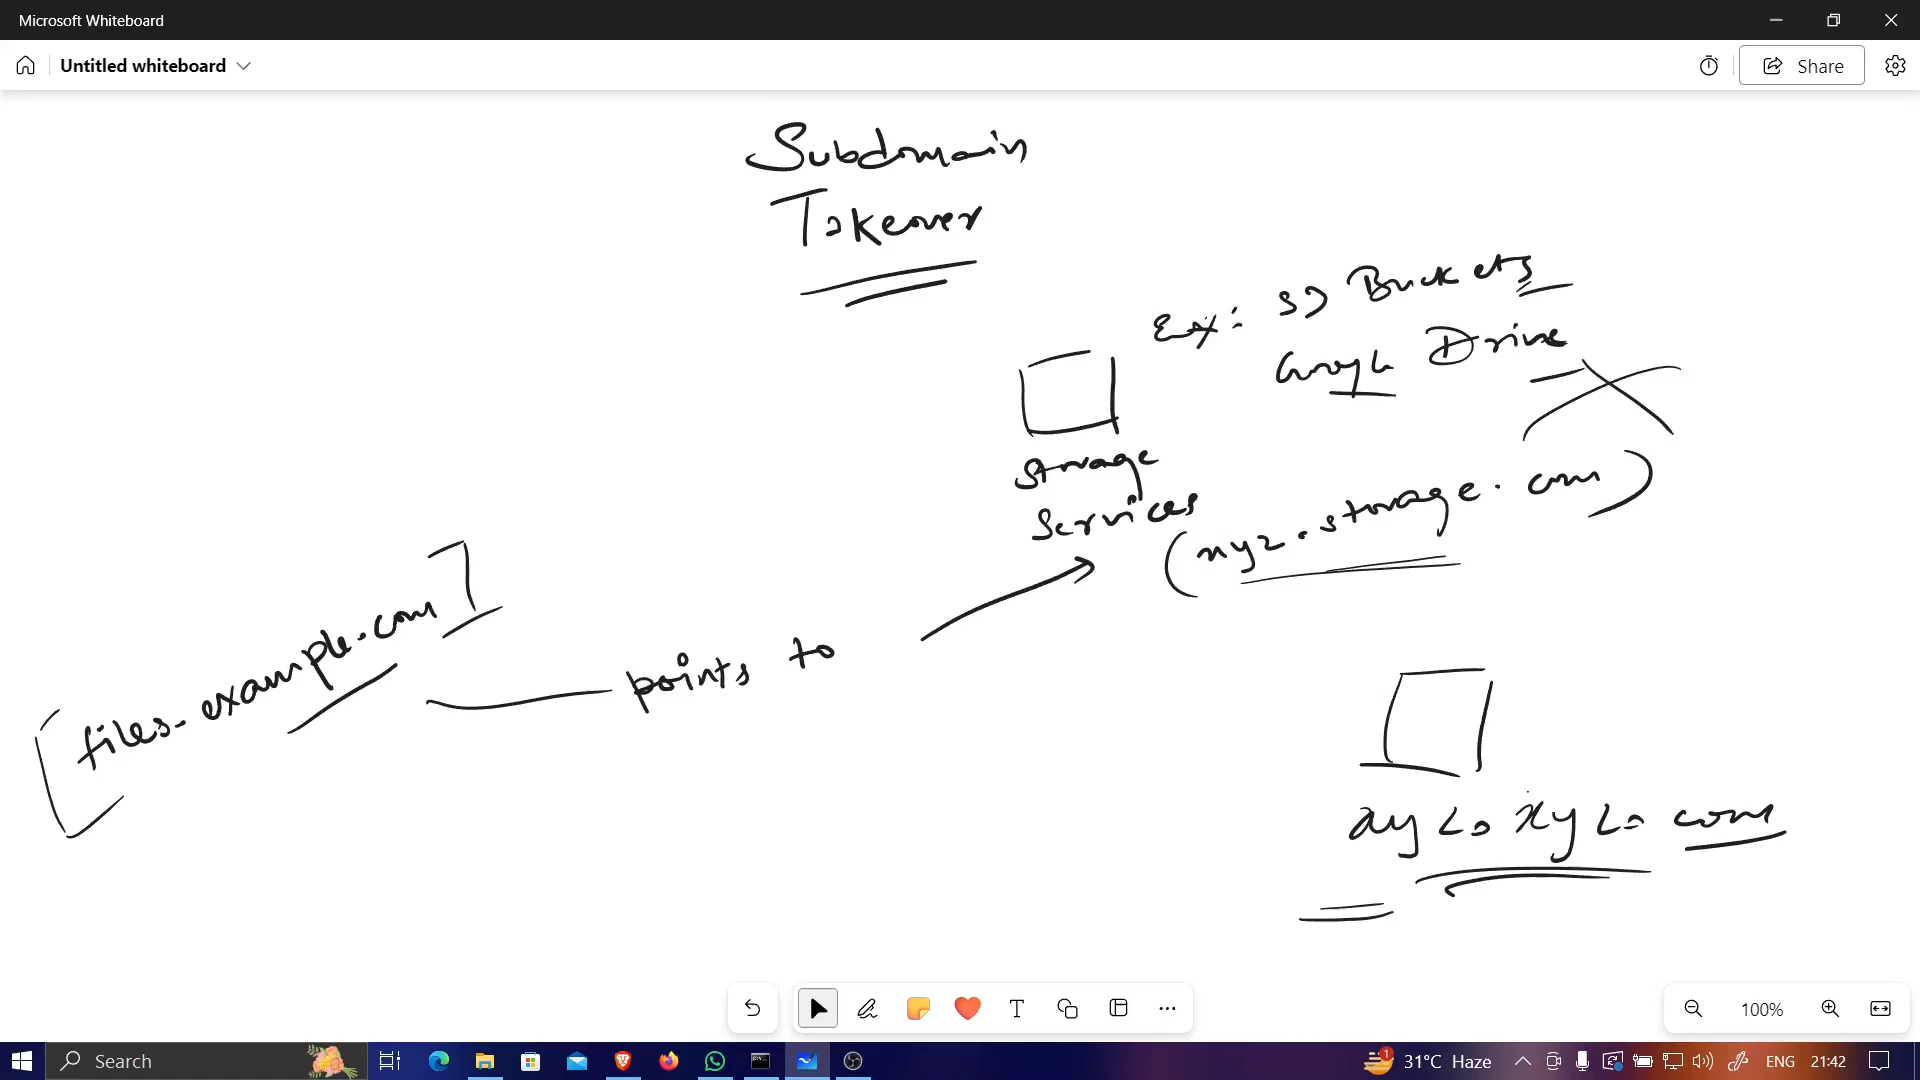 Microsoft Whiteboard
Untitled whiteboard
Share
Subdomain
Takeover
Ex: S3 Buckets
Google Drive
Storage
Services
(xyz.storage.com)
[files.example.com]
points to
xyz.com
100%
Search
1
31°C Haze
ENG
21:42